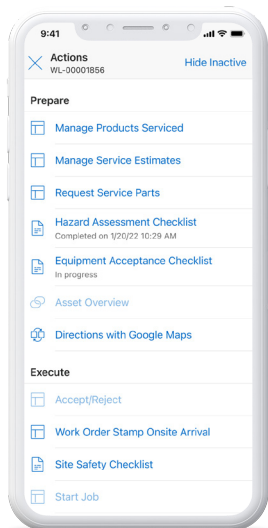 9:41
Actions
WL-00001856
Hide Inactive
Prepare
Manage Products Serviced
Manage Service Estimates
Request Service Parts
Hazard Assessment Checklist
Completed on 1/20/22 10:29 AM
Equipment Acceptance Checklist
In progress
Asset Overview
Directions with Google Maps
Execute
Accept/Reject
Work Order Stamp Onsite Arrival
Site Safety Checklist
Start Job